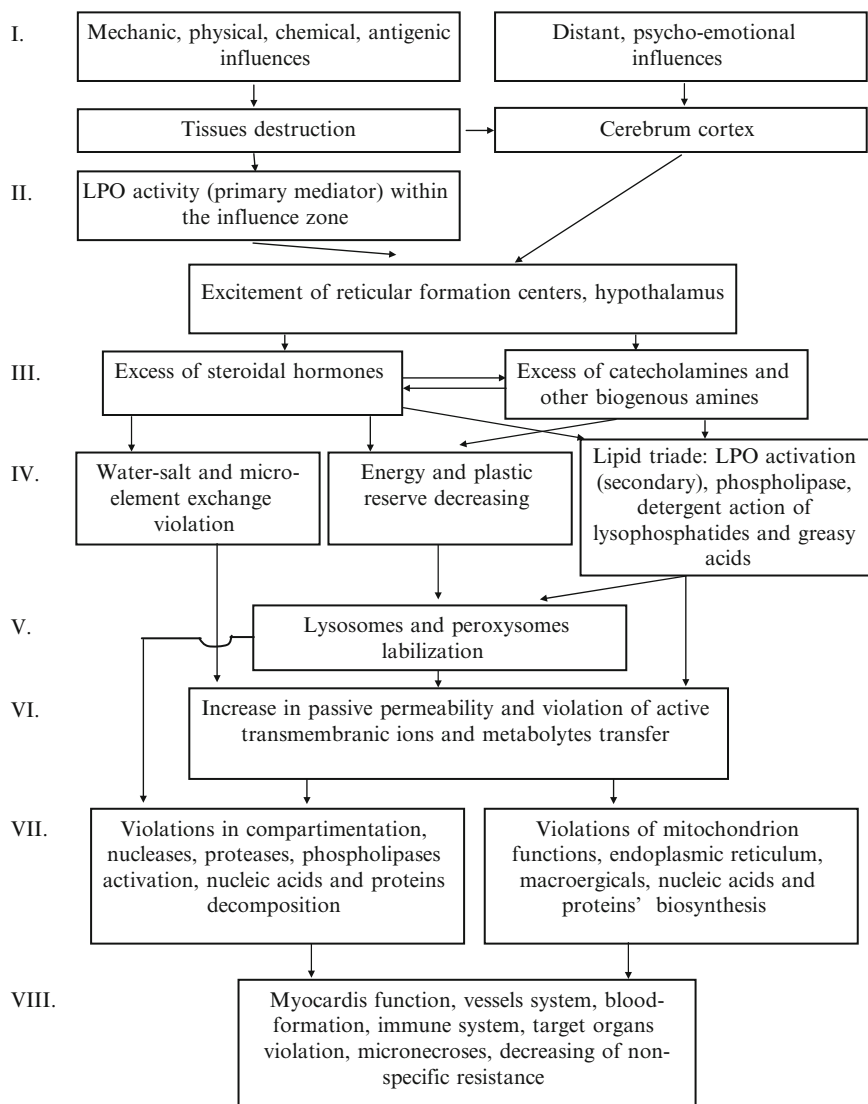 I.
Mechanic, physical, chemical, antigenic
influences
Distant, psycho-emotional
influences
Tissues destruction
Cerebrum cortex
II.
LPO activity (primary mediator) within
the influence zone
Excitement of reticular formation centers, hypothalamus
III.
Excess of steroidal hormones
Excess of catecholamines and
other biogenous amines
IV.
Water-salt and micro-
element exchange
violation
Energy and plastic
reserve decreasing
Lipid triade: LPO activation
(secondary), phospholipase,
detergent action of
lysophosphatides and greasy
acids
V.
Lysosomes and peroxysomes
labilization
VI.
Increase in passive permeability and violation of active
transmembranic ions and metabolytes transfer
VII.
Violations in compartimentation,
nucleases, proteases, phospholipases
activation, nucleic acids and proteins
decomposition
Violations of mitochondrion
functions, endoplasmic reticulum,
macroergicals, nucleic acids and
proteins' biosynthesis
VIII.
Myocardis function, vessels system, blood-
formation, immune system, target organs
violation, micronecroses, decreasing of non-
specific resistance